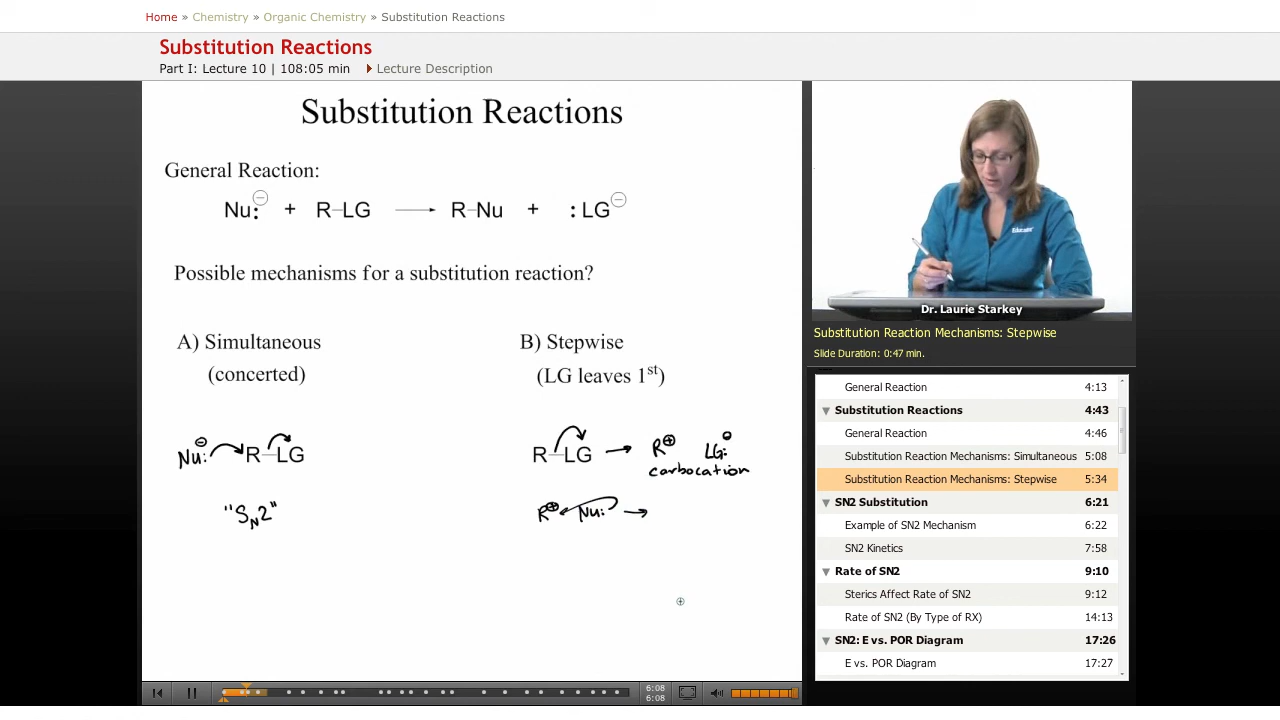 Home » Chemistry » Organic Chemistry » Substitution Reactions
Substitution Reactions
Part I: Lecture 10 | 108:05 min Lecture Description
Substitution Reactions
General Reaction:
Nu:⊖ + R–LG → R–Nu + :LG⊖
Possible mechanisms for a substitution reaction?
A) Simultaneous
(concerted)
B) Stepwise
(LG leaves 1st)
Nu:⊖ R–LG
"SN2"
R–LG → R⊕ LG:⊖
carbocation
R⊕ Nu: →
Educator
Dr. Laurie Starkey
Substitution Reaction Mechanisms: Stepwise
Slide Duration: 0:47 min.
General Reaction 4:13
Substitution Reactions 4:43
General Reaction 4:46
Substitution Reaction Mechanisms: Simultaneous 5:08
Substitution Reaction Mechanisms: Stepwise 5:34
SN2 Substitution 6:21
Example of SN2 Mechanism 6:22
SN2 Kinetics 7:58
Rate of SN2 9:10
Sterics Affect Rate of SN2 9:12
Rate of SN2 (By Type of RX) 14:13
SN2: E vs. POR Diagram 17:26
E vs. POR Diagram 17:27
6:08
6:08